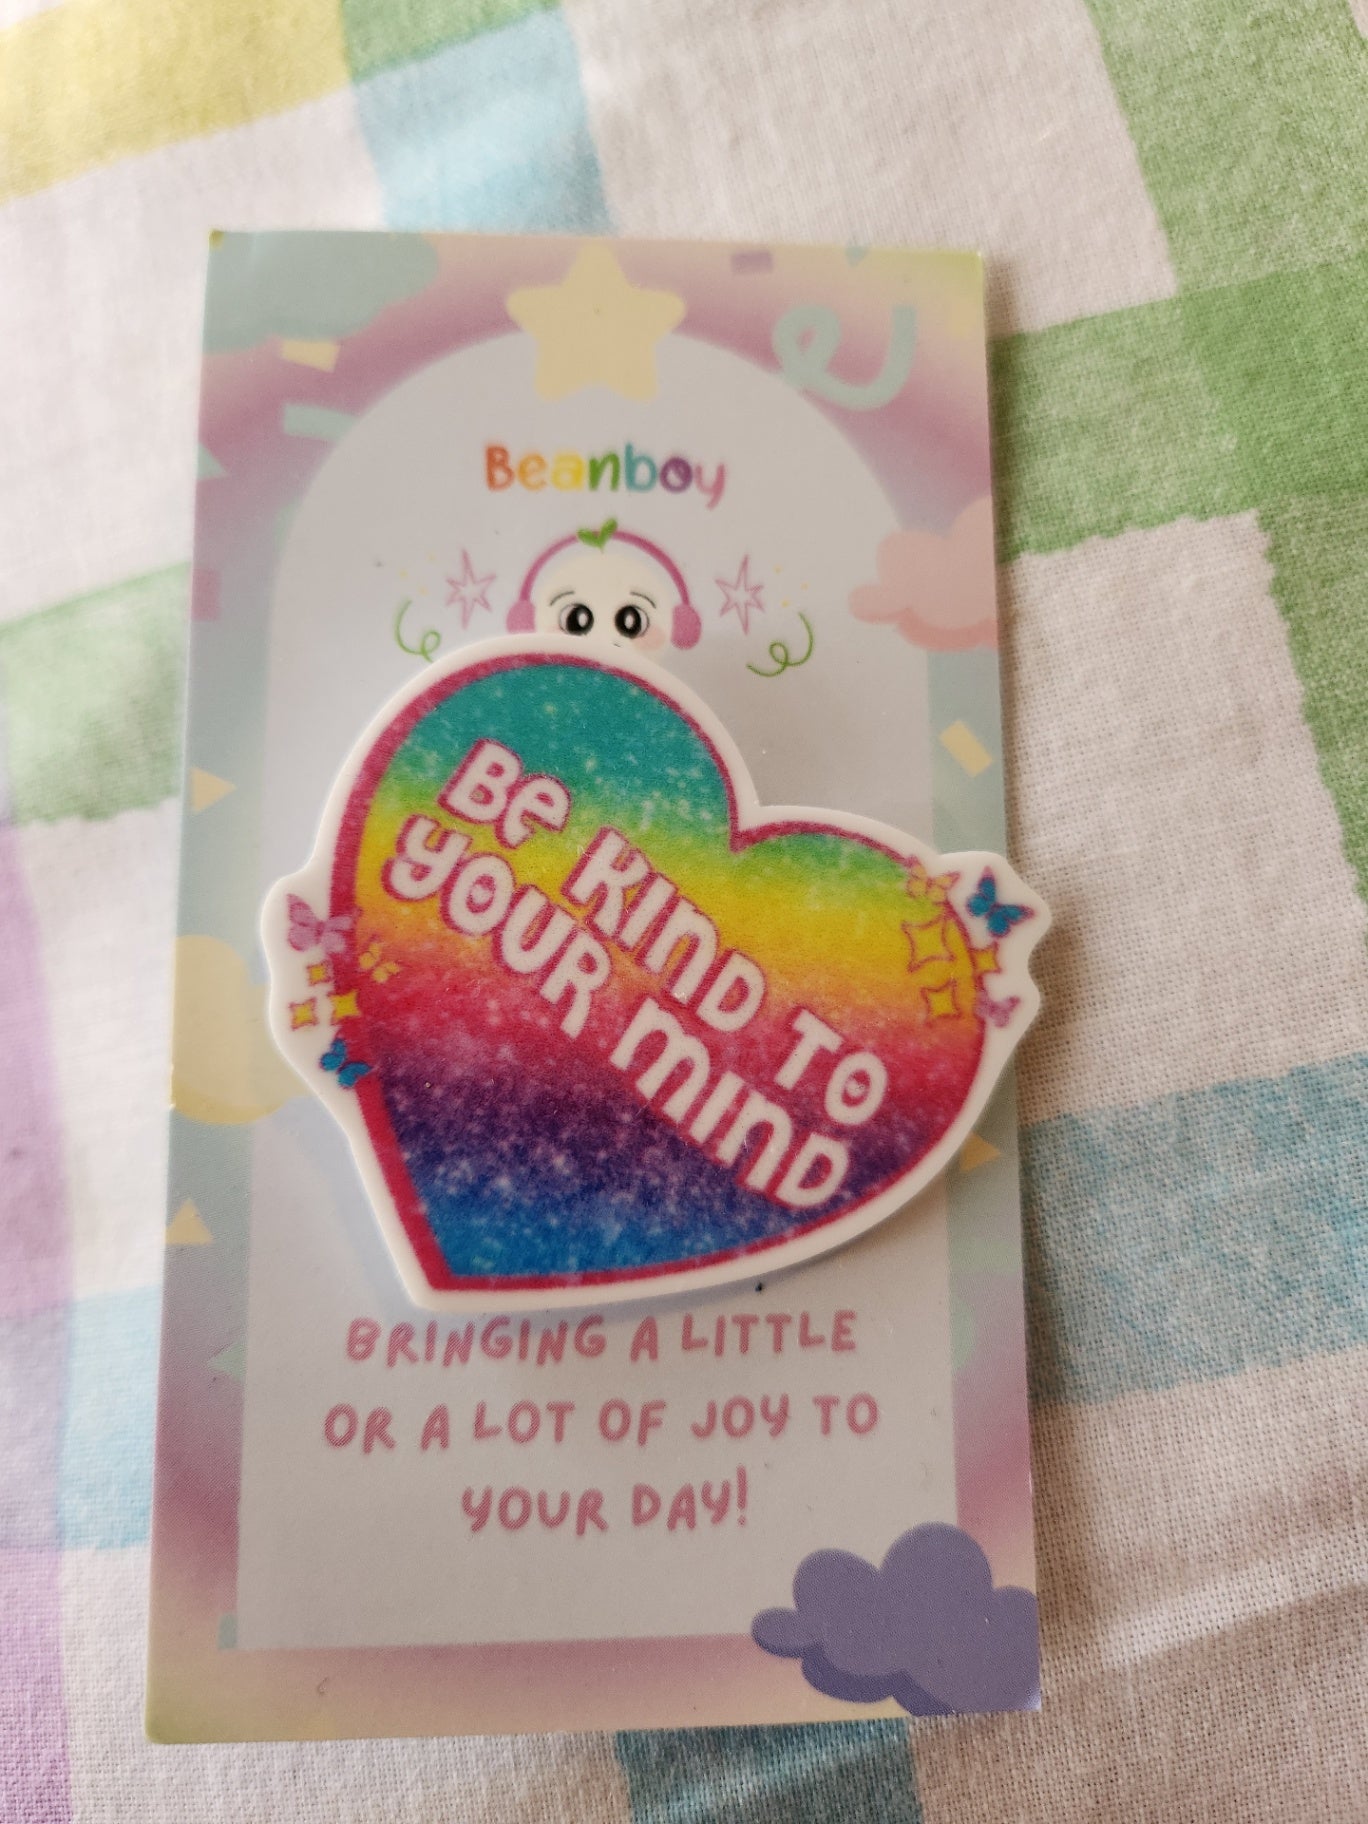 Beanboy
Be KIND TO
YOUR MIND
BRINGING A LITTLE
OR A LOT OF JOY TO
YOUR DAY!